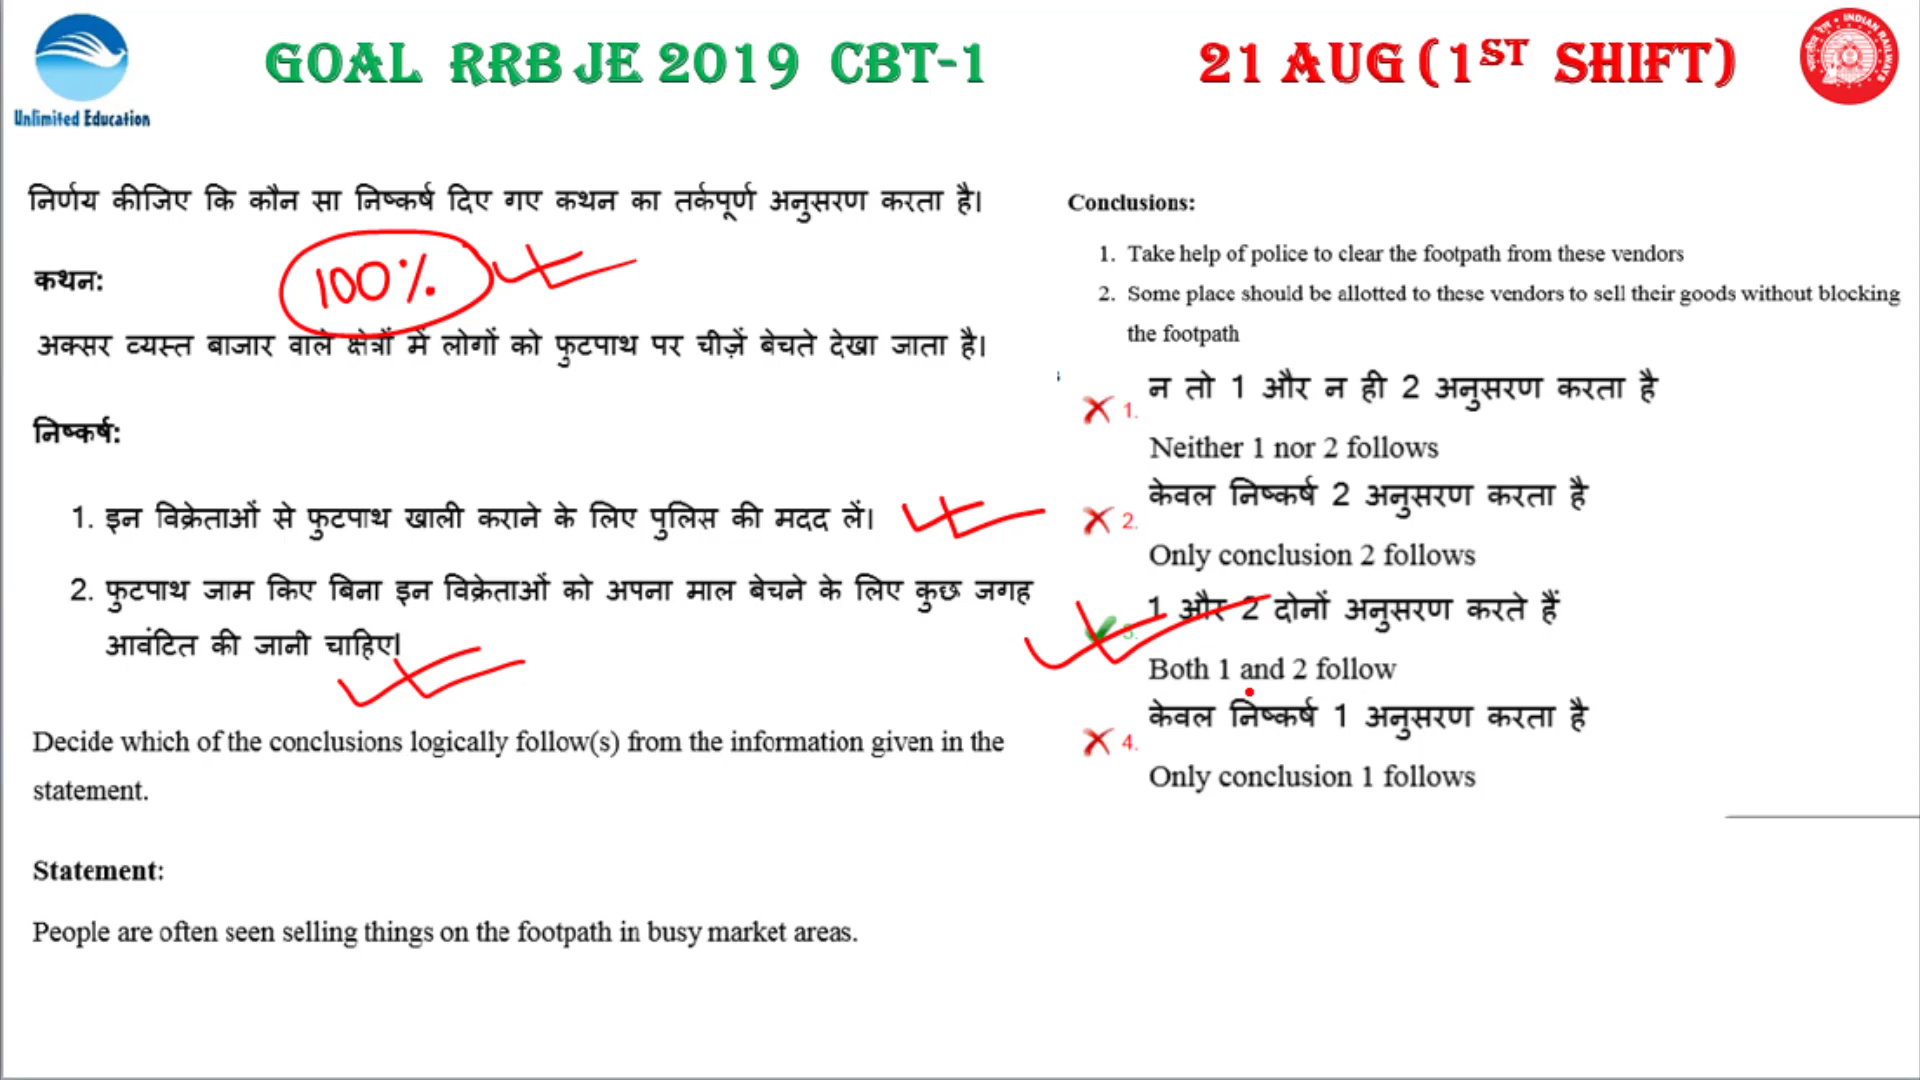 Unlimited Education
GOAL RRB JE 2019 CBT-1
21 AUG (1ST SHIFT)
INDIAN RAILWAYS
निर्णय कीजिए कि कौन सा निष्कर्ष दिए गए कथन का तर्कपूर्ण अनुसरण करता है।
कथन:
100%
अक्सर व्यस्त बाजार वाले क्षेत्रों में लोगों को फुटपाथ पर चीज़ें बेचते देखा जाता है।
निष्कर्ष:
1. इन विक्रेताओं से फुटपाथ खाली कराने के लिए पुलिस की मदद लें।
2. फुटपाथ जाम किए बिना इन विक्रेताओं को अपना माल बेचने के लिए कुछ जगह
आवंटित की जानी चाहिए।
Decide which of the conclusions logically follow(s) from the information given in the
statement.
Statement:
People are often seen selling things on the footpath in busy market areas.
Conclusions:
1. Take help of police to clear the footpath from these vendors
2. Some place should be allotted to these vendors to sell their goods without blocking
the footpath
1. न तो 1 और न ही 2 अनुसरण करता है
Neither 1 nor 2 follows
2. केवल निष्कर्ष 2 अनुसरण करता है
Only conclusion 2 follows
3. 1 और 2 दोनों अनुसरण करते हैं
Both 1 and 2 follow
4. केवल निष्कर्ष 1 अनुसरण करता है
Only conclusion 1 follows